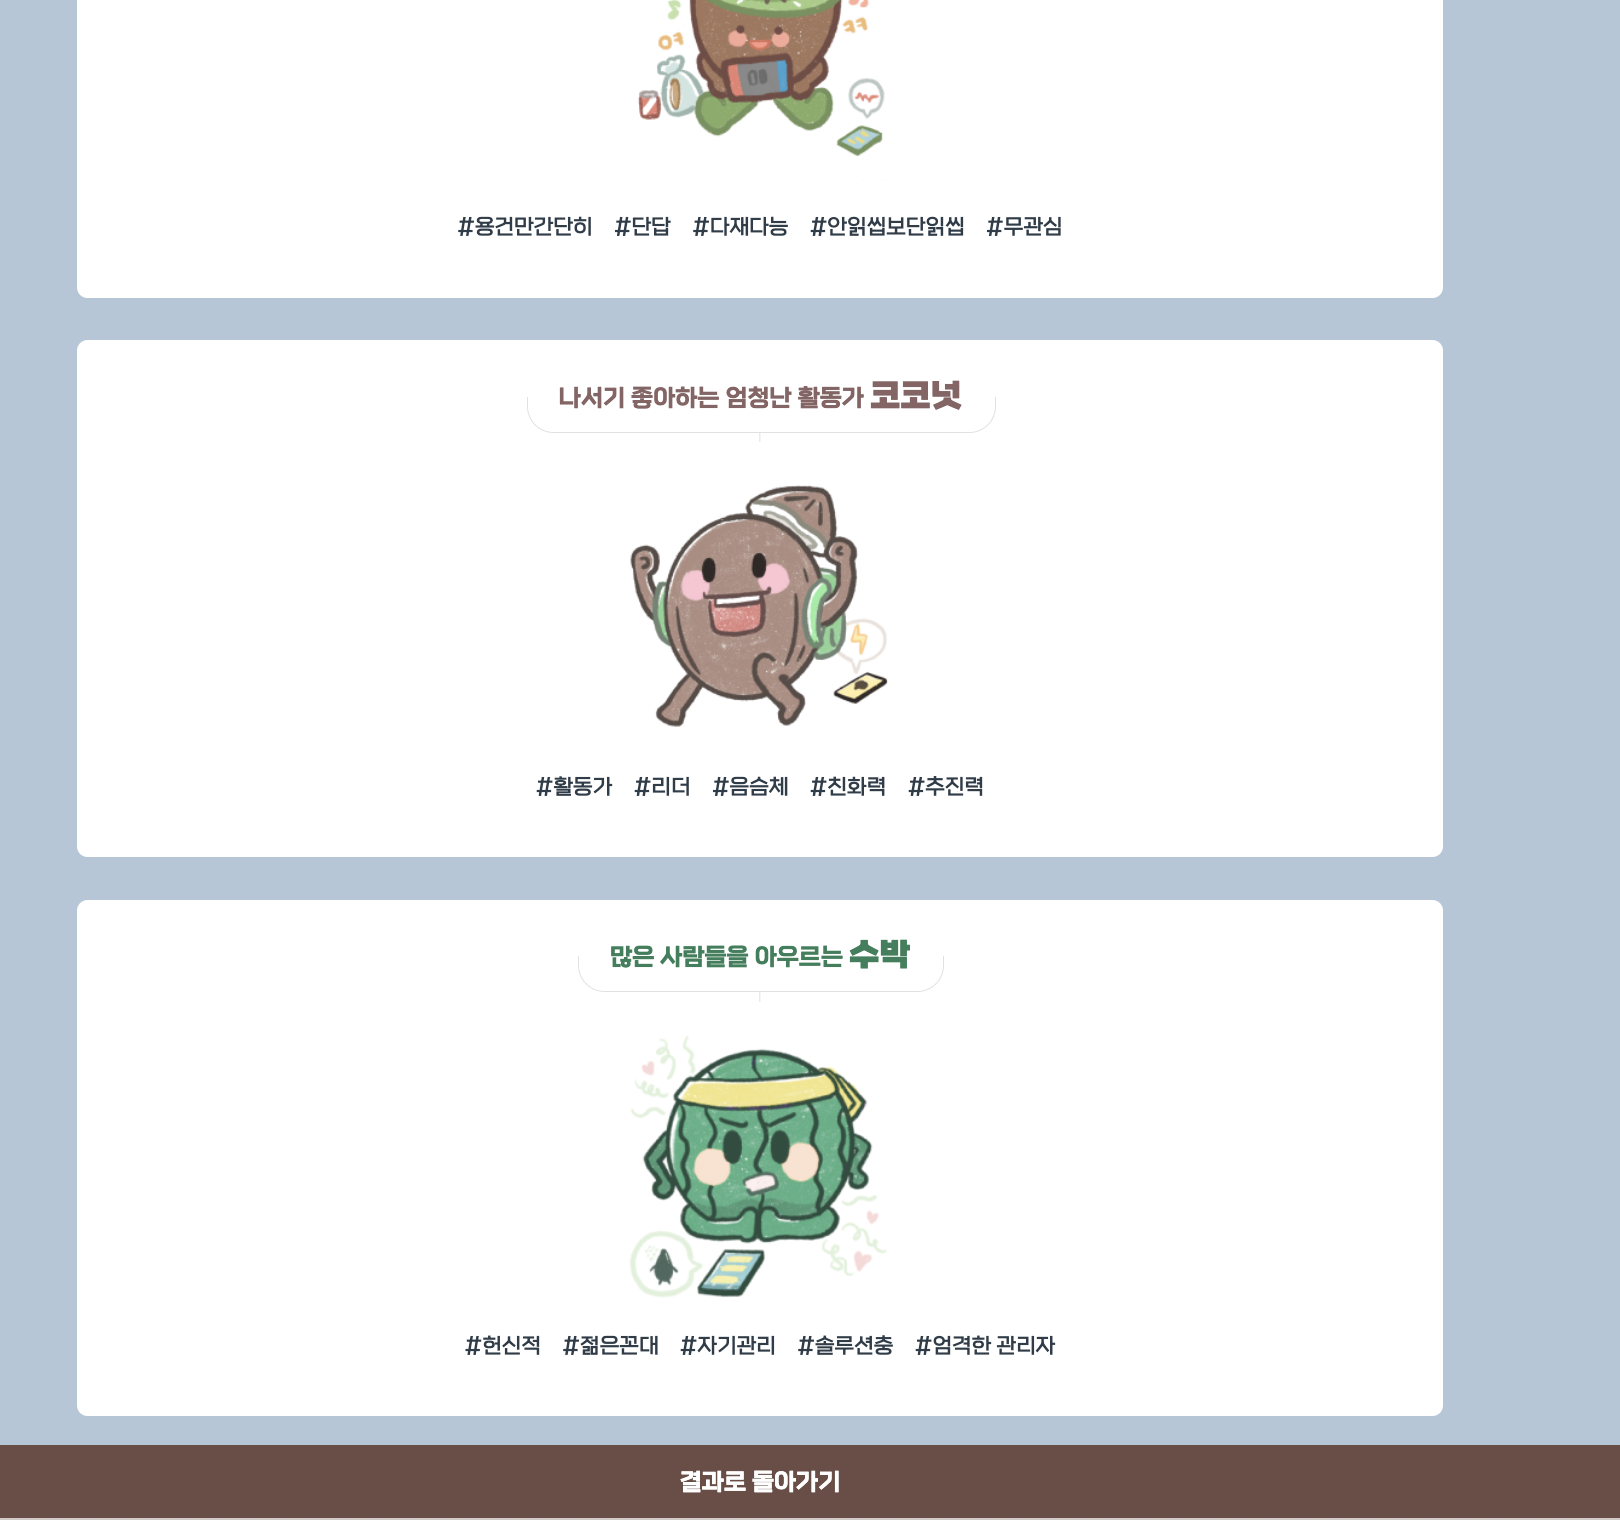 ㅇㅋ
ㅋㅋ
#용건만간단히 #단답 #다재다능 #안읽씹보단읽씹 #무관심
나서기 좋아하는 엄청난 활동가 코코넛
#활동가 #리더 #음슴체 #친화력 #추진력
많은 사람들을 아우르는 수박
#헌신적 #젊은꼰대 #자기관리 #솔루션충 #엄격한 관리자
결과로 돌아가기